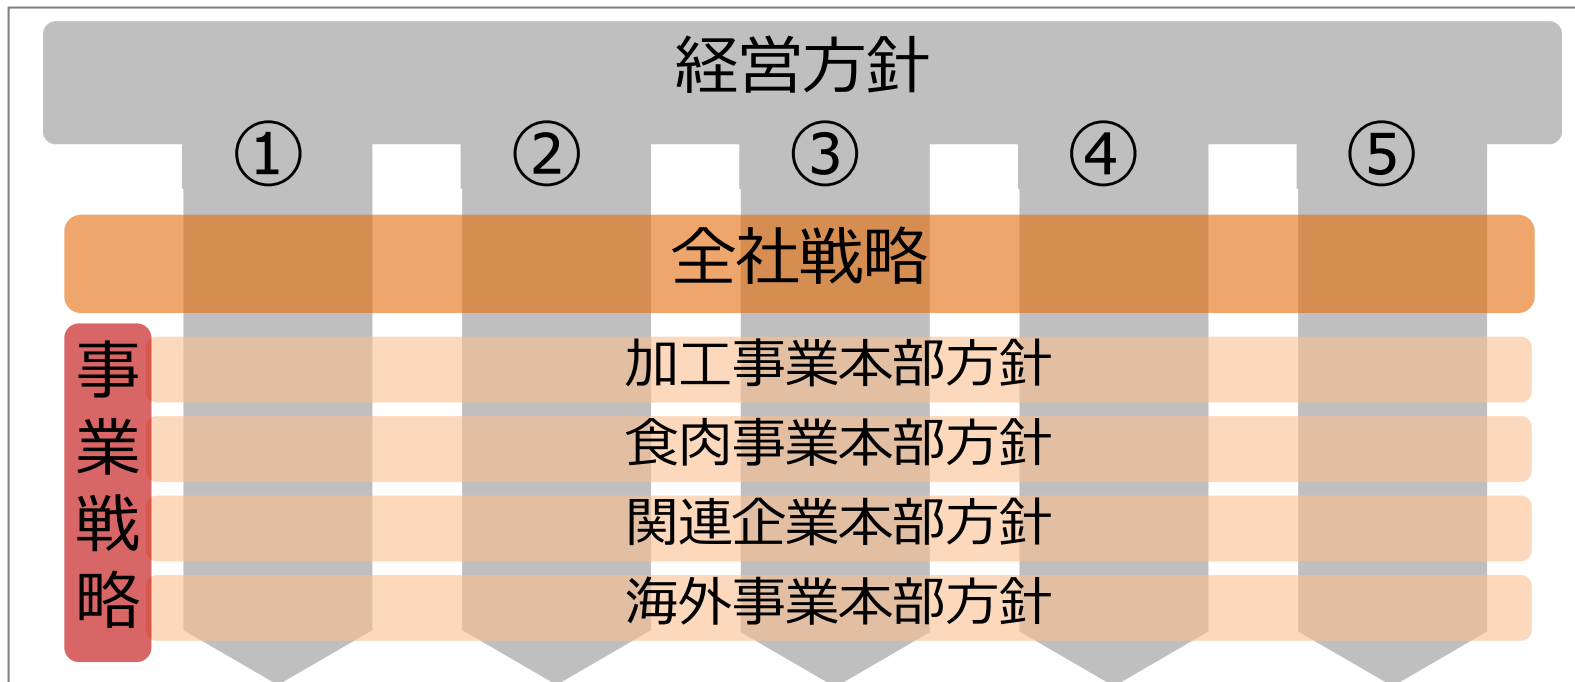 経営方針
① ② ③ ④ ⑤
全社戦略
事業戦略
加工事業本部方針
食肉事業本部方針
関連企業本部方針
海外事業本部方針